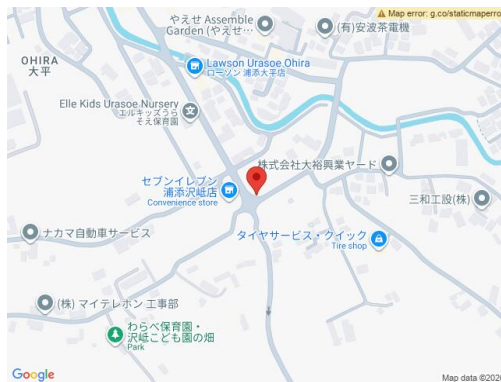 ⚠ Map error: g.co/staticmaperro
やえせ Assemble
Garden (やえせ…
(有)安波茶電機
OHIRA
大平
Lawson Urasoe Ohira
ローソン 浦添大平店
Elle Kids Urasoe Nursery
エルキッズうら
そえ保育園
株式会社大裕興業ヤード
セブンイレブン
浦添沢岻店
Convenience store
三和工設(株)
ナカマ自動車サービス
タイヤサービス・クイック
Tire shop
(株) マイテレホン 工事部
わらべ保育園・
沢岻こども園の畑
Park
Google
Map data ©202